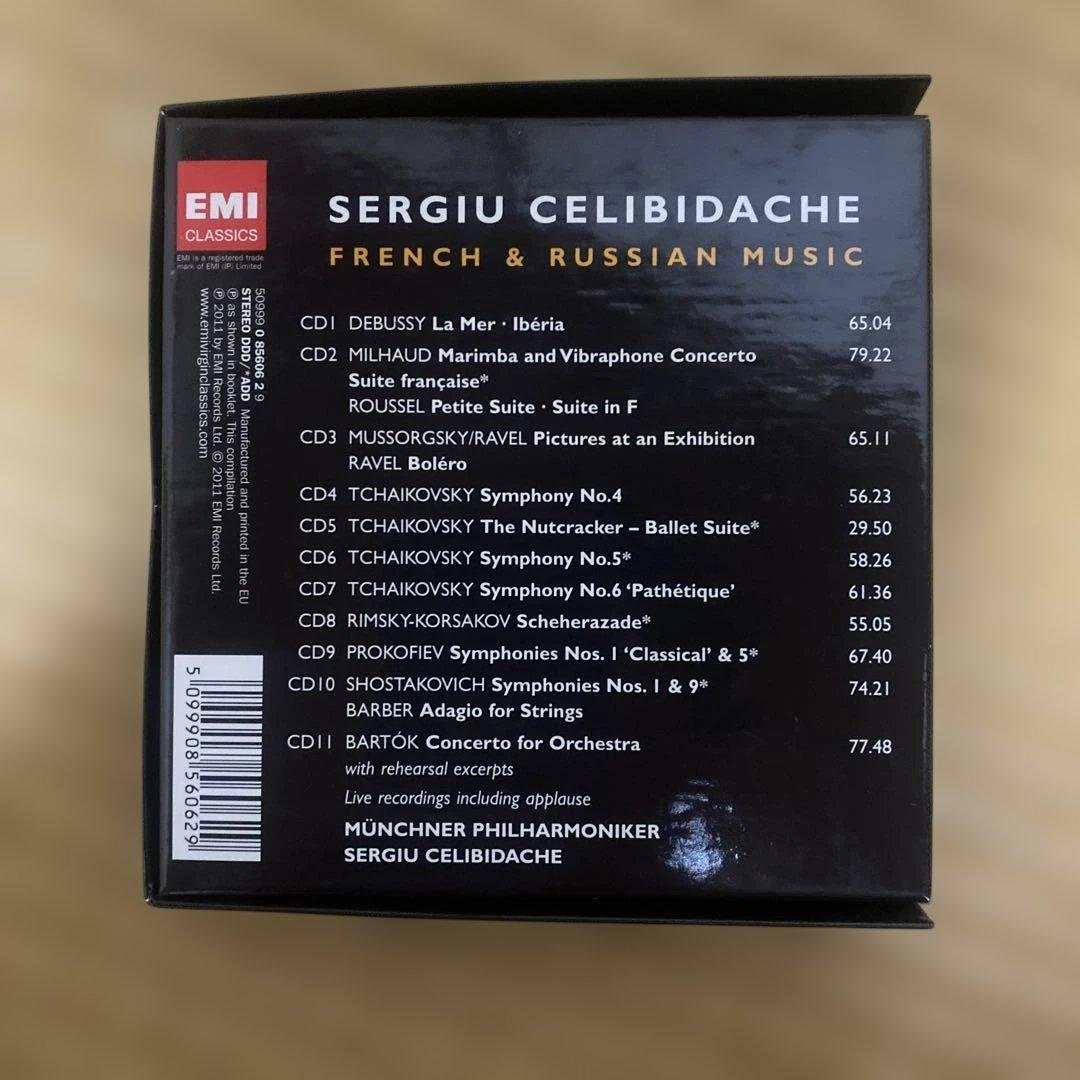 EMI
CLASSICS
EMI is a registered trade
mark of EMI (IP) Limited
SERGIU CELIBIDACHE
FRENCH & RUSSIAN MUSIC
CD1 DEBUSSY La Mer · Ibéria 65.04
CD2 MILHAUD Marimba and Vibraphone Concerto 79.22
Suite française*
ROUSSEL Petite Suite · Suite in F
CD3 MUSSORGSKY/RAVEL Pictures at an Exhibition 65.11
RAVEL Boléro
CD4 TCHAIKOVSKY Symphony No.4 56.23
CD5 TCHAIKOVSKY The Nutcracker – Ballet Suite* 29.50
CD6 TCHAIKOVSKY Symphony No.5* 58.26
CD7 TCHAIKOVSKY Symphony No.6 ‘Pathétique’ 61.36
CD8 RIMSKY-KORSAKOV Scheherazade* 55.05
CD9 PROKOFIEV Symphonies Nos. 1 ‘Classical’ & 5* 67.40
CD10 SHOSTAKOVICH Symphonies Nos. 1 & 9* 74.21
BARBER Adagio for Strings
CD11 BARTÓK Concerto for Orchestra 77.48
with rehearsal excerpts
Live recordings including applause
MÜNCHNER PHILHARMONIKER
SERGIU CELIBIDACHE
50999 0 85606 2 9
STEREO DDD/*ADD Manufactured and printed in the EU
℗ as shown in booklet. This compilation
℗ 2011 by EMI Records Ltd. © 2011 EMI Records Ltd.
www.emivirginclassics.com
5 099908 560629